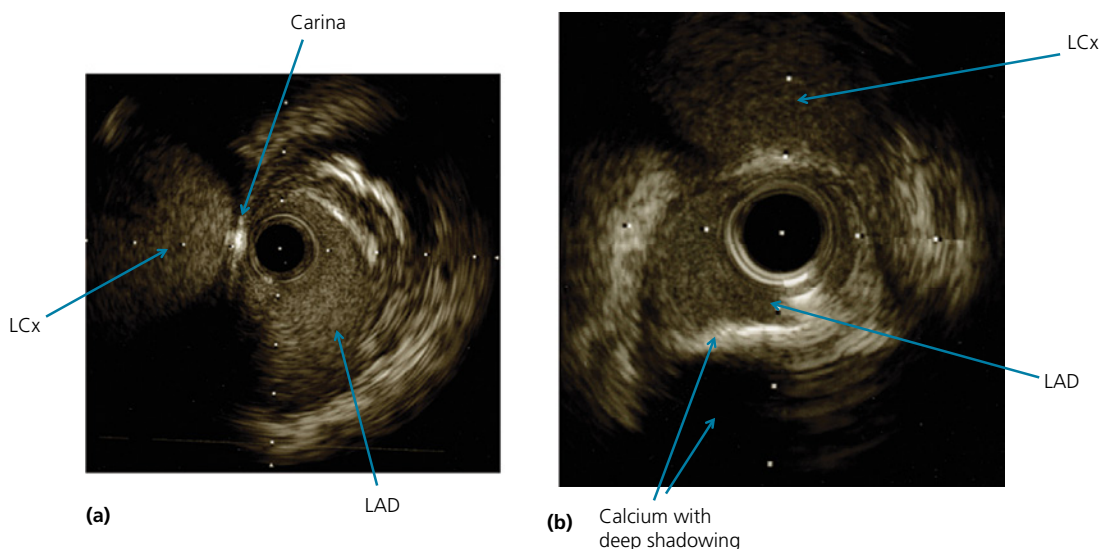 Carina
LCx
LAD
(a)
LCx
LAD
(b)
Calcium with
deep shadowing